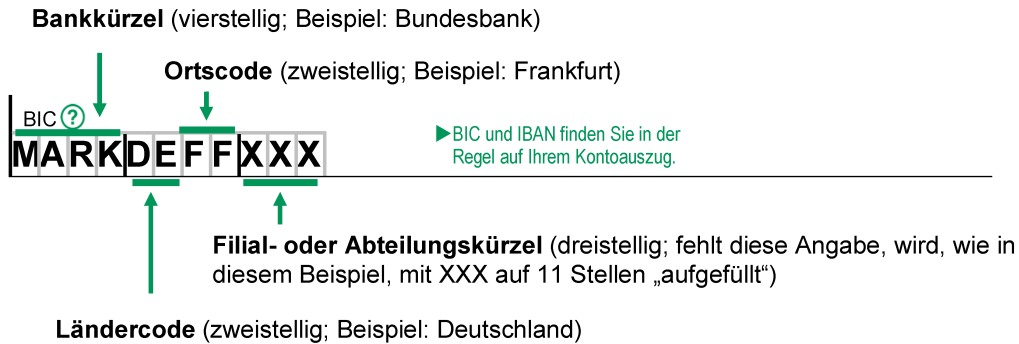 Bankkürzel (vierstellig; Beispiel: Bundesbank)
Ortscode (zweistellig; Beispiel: Frankfurt)
BIC ?
MARKDEFFXXX
▶BIC und IBAN finden Sie in der
Regel auf Ihrem Kontoauszug.
Filial- oder Abteilungskürzel (dreistellig; fehlt diese Angabe, wird, wie in
diesem Beispiel, mit XXX auf 11 Stellen „aufgefüllt“)
Ländercode (zweistellig; Beispiel: Deutschland)